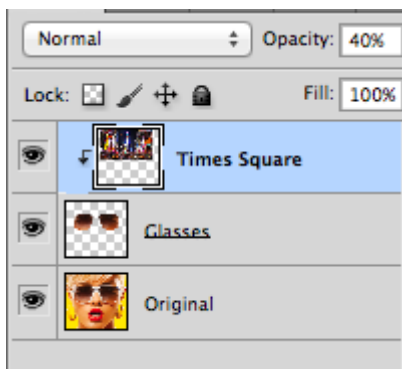 Normal Opacity: 40%
Lock: Fill: 100%
Times Square
Glasses
Original